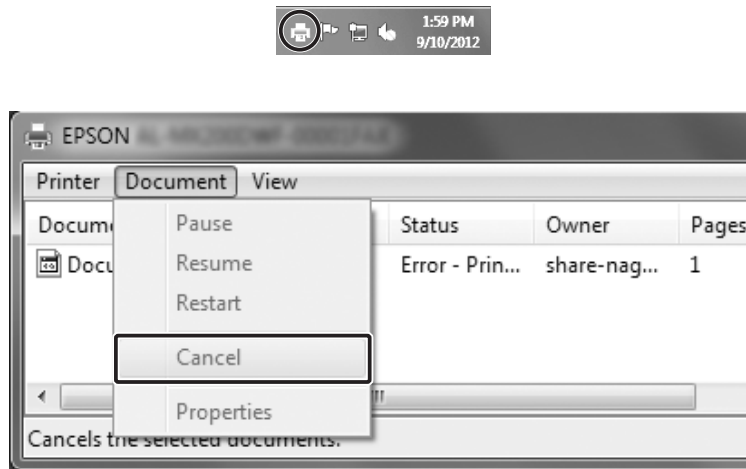 1:59 PM
9/10/2012
EPSON
Printer Document View
Docum Status Owner Pages
Docu Error - Prin... share-nag... 1
Pause
Resume
Restart
Cancel
Properties
Cancels the selected documents.